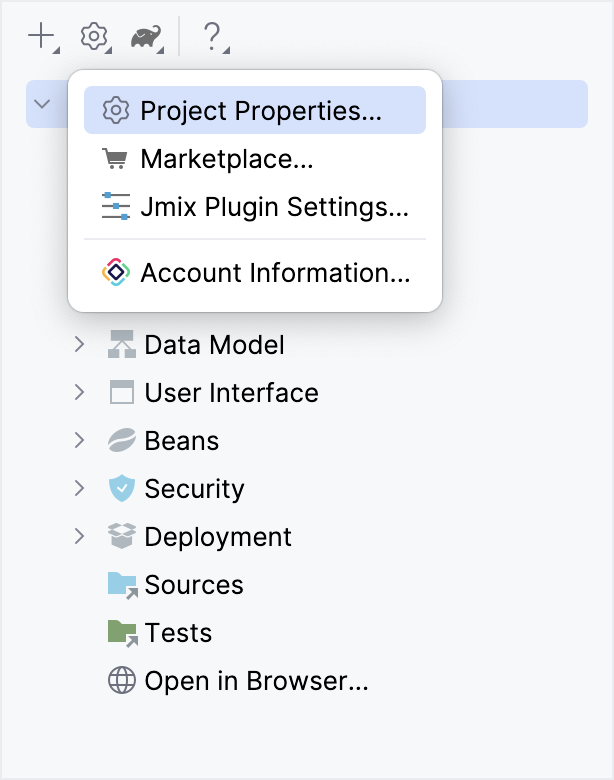 Project Properties...
Marketplace...
Jmix Plugin Settings...
Account Information...
Data Model
User Interface
Beans
Security
Deployment
Sources
Tests
Open in Browser...